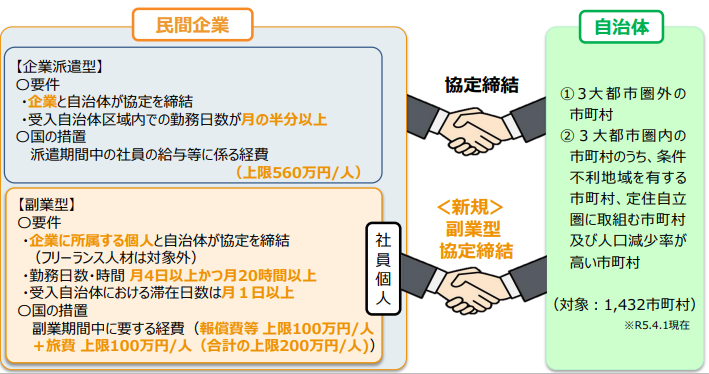 民間企業
【企業派遣型】
〇要件
・企業と自治体が協定を締結
・受入自治体区域内での勤務日数が月の半分以上
〇国の措置
派遣期間中の社員の給与等に係る経費
（上限560万円/人）
【副業型】
〇要件
・企業に所属する個人と自治体が協定を締結
（フリーランス人材は対象外）
・勤務日数・時間 月4日以上かつ月20時間以上
・受入自治体における滞在日数は月１日以上
〇国の措置
副業期間中に要する経費（報償費等 上限100万円/人
＋旅費 上限100万円/人（合計の上限200万円/人））
社員個人
協定締結
＜新規＞
副業型
協定締結
自治体
①３大都市圏外の
市町村
②３大都市圏内の
市町村のうち、条件
不利地域を有する
市町村、定住自立
圏に取組む市町村
及び人口減少率が
高い市町村
（対象：1,432市町村）
※R5.4.1現在